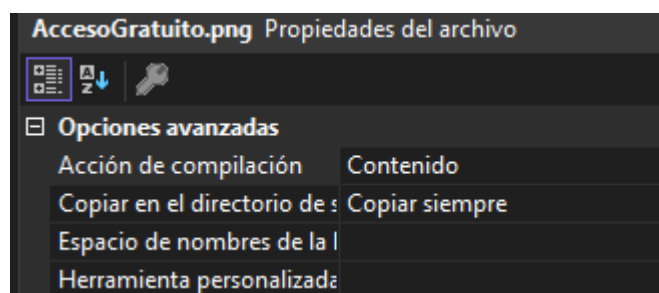 AccesoGratuito.png Propiedades del archivo
Opciones avanzadas
Acción de compilación Contenido
Copiar en el directorio de s Copiar siempre
Espacio de nombres de la l
Herramienta personalizada